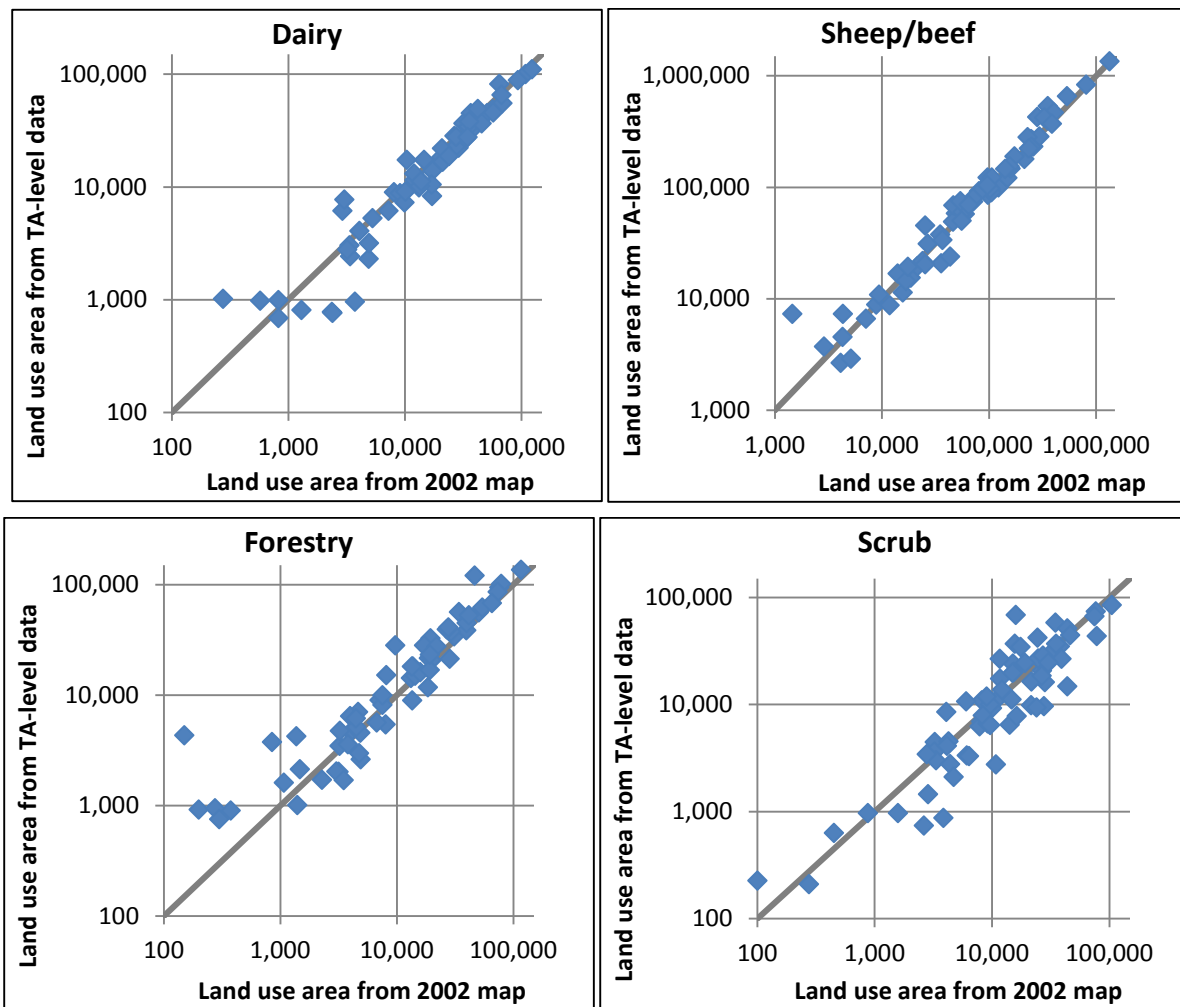 Dairy
Land use area from TA-level data
100,000
10,000
1,000
100
100 1,000 10,000 100,000
Land use area from 2002 map
Sheep/beef
Land use area from TA-level data
1,000,000
100,000
10,000
1,000
1,000 10,000 100,000 1,000,000
Land use area from 2002 map
Forestry
Land use area from TA-level data
100,000
10,000
1,000
100
100 1,000 10,000 100,000
Land use area from 2002 map
Scrub
Land use area from TA-level data
100,000
10,000
1,000
100
100 1,000 10,000 100,000
Land use area from 2002 map